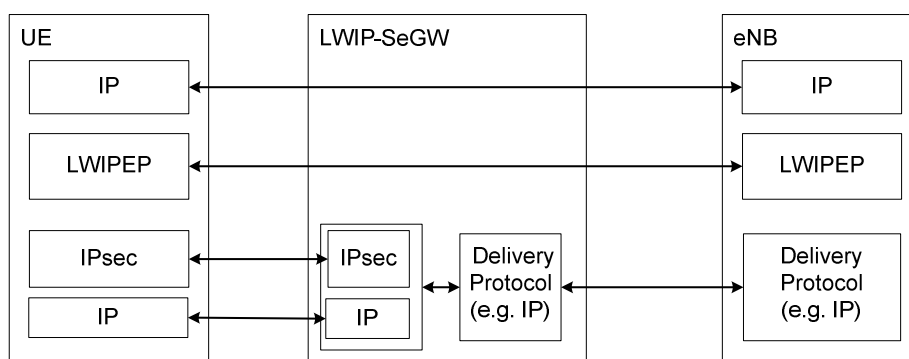 UE
LWIP-SeGW
eNB
IP
IP
LWIPEP
LWIPEP
IPsec
IPsec
Delivery
Protocol
(e.g. IP)
Delivery
Protocol
(e.g. IP)
IP
IP